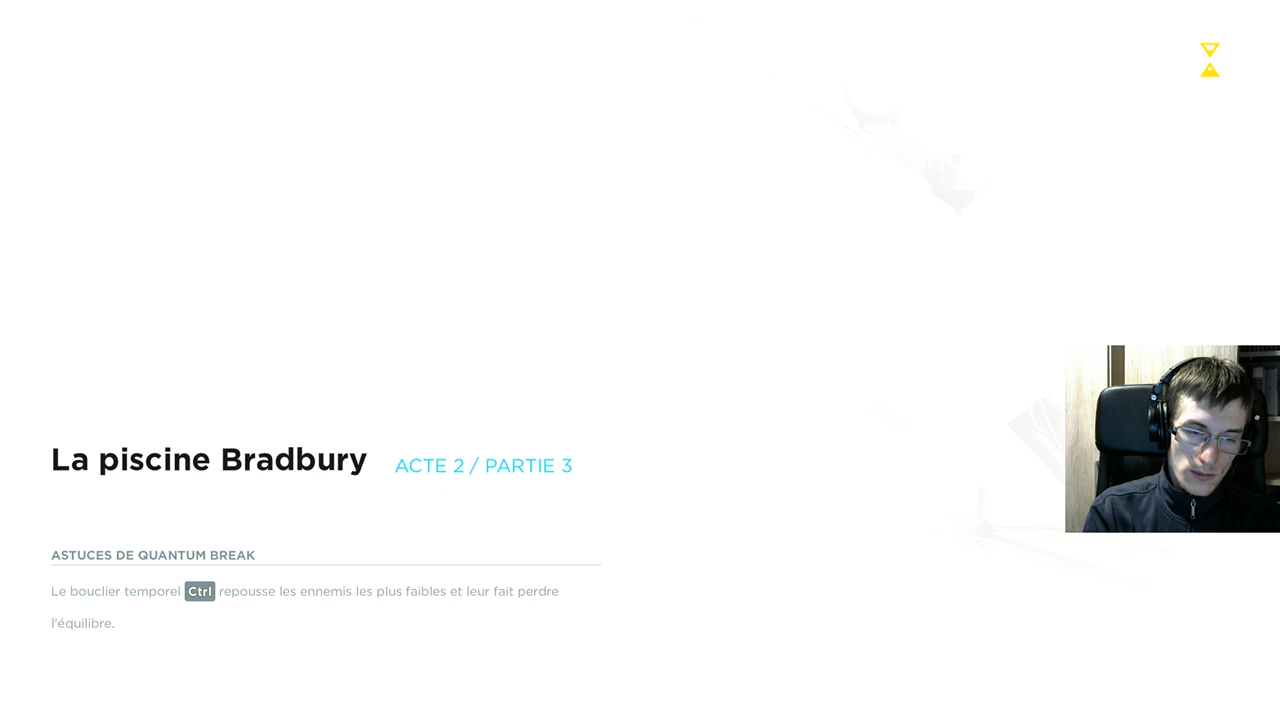 La piscine Bradbury ACTE 2 / PARTIE 3
ASTUCES DE QUANTUM BREAK
Le bouclier temporel Ctrl repousse les ennemis les plus faibles et leur fait perdre
l'équilibre.